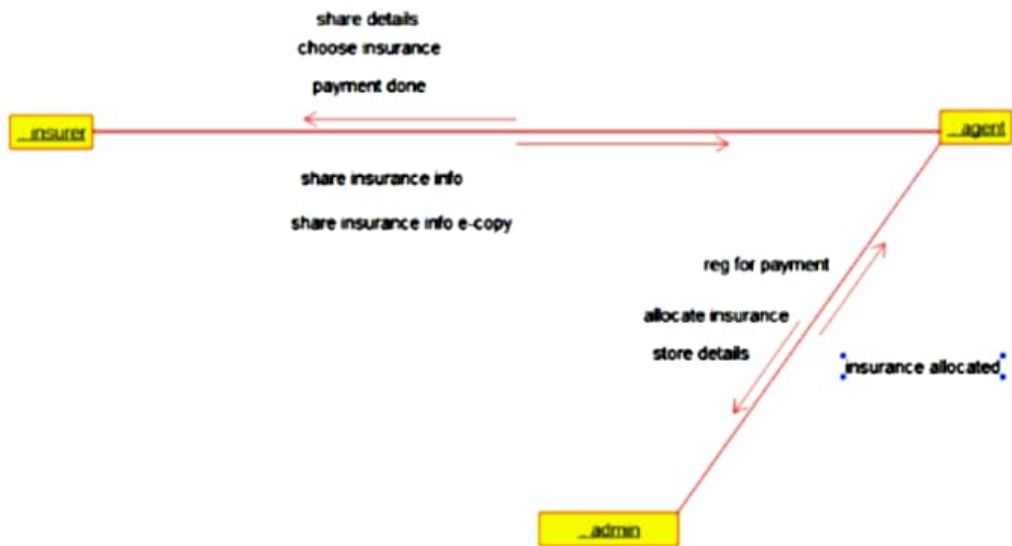 share details
choose insurance
payment done
_insurer
_agent
share insurance info
share insurance info e-copy
reg for payment
allocate insurance
store details
insurance allocated
_admin